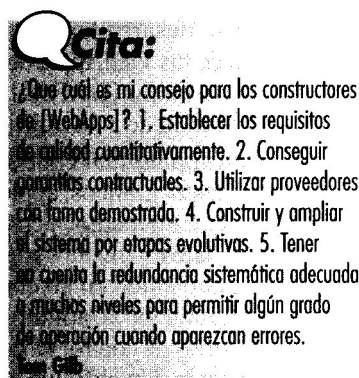 Cita:
¿Que cuál es mi consejo para los constructores
de [WebApps]? 1. Establecer los requisitos
de calidad cuantitativamente. 2. Conseguir
garantías contractuales. 3. Utilizar proveedores
con fama demostrada. 4. Construir y ampliar
el sistema por etapas evolutivas. 5. Tener
en cuenta la redundancia sistemática adecuada
a muchos niveles para permitir algún grado
de operación cuando aparezcan errores.
Tom Gilb